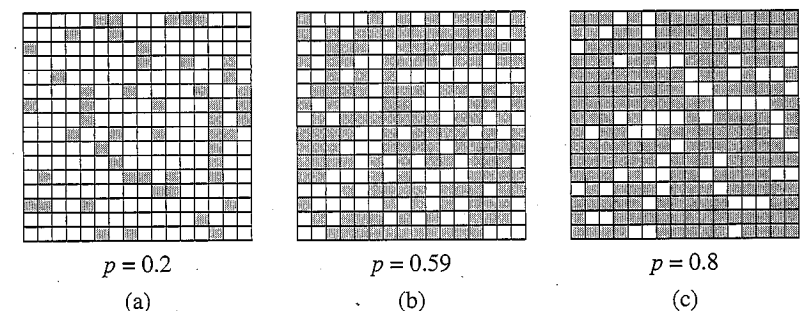 p = 0.2 p = 0.59 p = 0.8
(a) (b) (c)